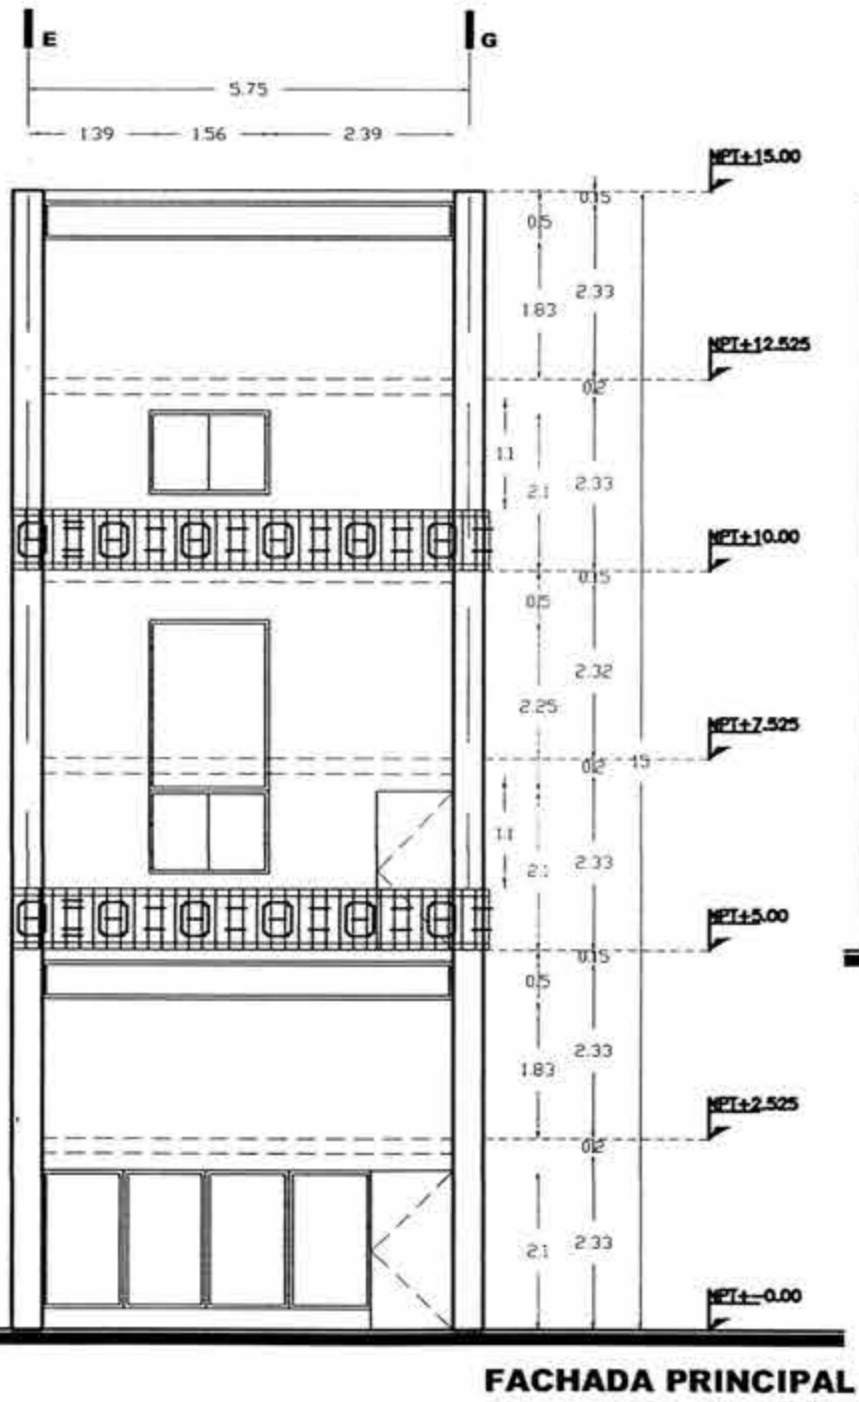 E
G
5.75
1.39 1.56 2.39
NPT+15.00
0.15
0.5
2.33
1.83
NPT+12.525
0.2
1.1
2.33
2.1
NPT+10.00
0.15
0.5
2.32
2.25
NPT+7.525
0.2
15
1.1
2.33
2.1
NPT+5.00
0.15
0.5
2.33
1.83
NPT+2.525
0.2
2.33
2.1
NPT+-0.00
FACHADA PRINCIPAL